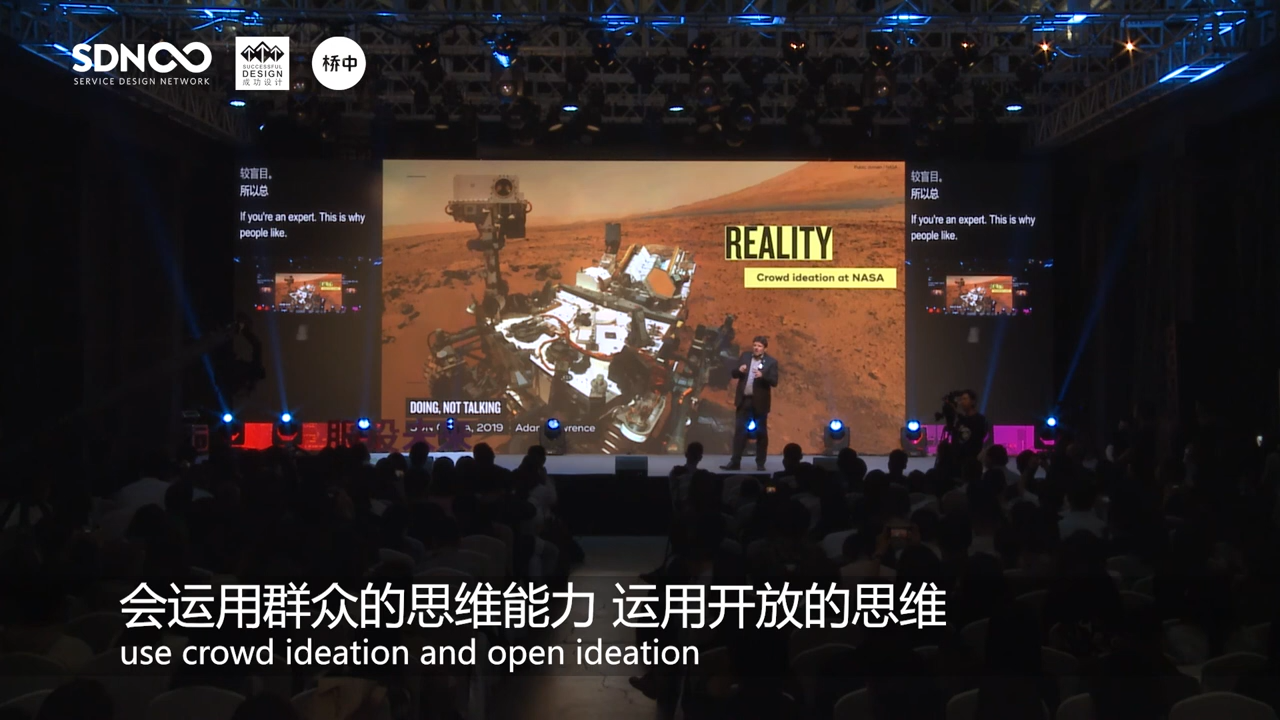 SDN
SERVICE DESIGN NETWORK
SUCCESSFUL
DESIGN
成功设计
桥中
较盲目。
所以总
If you're an expert. This is why
people like.
REALITY
Crowd ideation at NASA
DOING, NOT TALKING
2019
较盲目。
所以总
If you're an expert. This is why
people like.
会运用群众的思维能力 运用开放的思维
use crowd ideation and open ideation